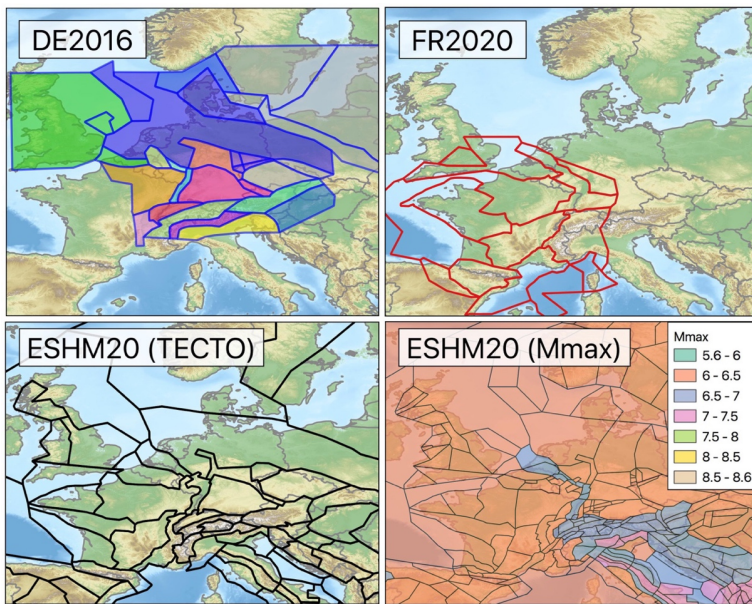 DE2016
FR2020
ESHM20 (TECTO)
ESHM20 (Mmax)
Mmax
5.6 - 6
6 - 6.5
6.5 - 7
7 - 7.5
7.5 - 8
8 - 8.5
8.5 - 8.6